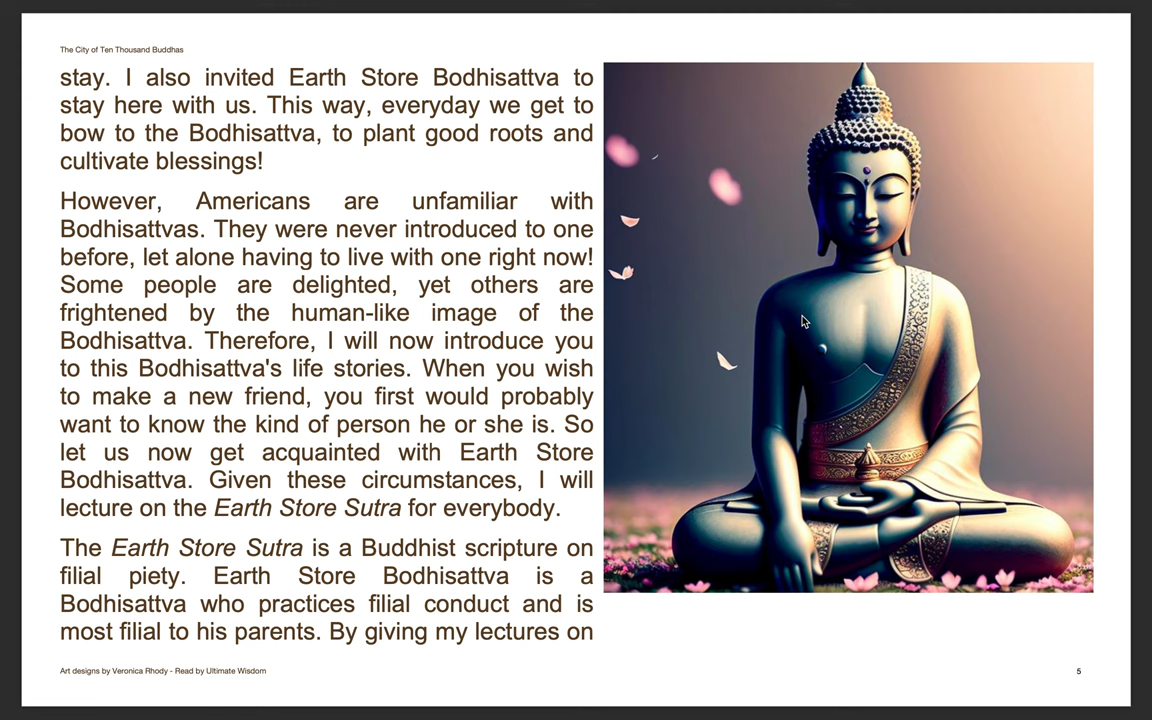 The City of Ten Thousand Buddhas
stay. I also invited Earth Store Bodhisattva to
stay here with us. This way, everyday we get to
bow to the Bodhisattva, to plant good roots and
cultivate blessings!
However, Americans are unfamiliar with
Bodhisattvas. They were never introduced to one
before, let alone having to live with one right now!
Some people are delighted, yet others are
frightened by the human-like image of the
Bodhisattva. Therefore, I will now introduce you
to this Bodhisattva's life stories. When you wish
to make a new friend, you first would probably
want to know the kind of person he or she is. So
let us now get acquainted with Earth Store
Bodhisattva. Given these circumstances, I will
lecture on the Earth Store Sutra for everybody.
The Earth Store Sutra is a Buddhist scripture on
filial piety. Earth Store Bodhisattva is a
Bodhisattva who practices filial conduct and is
most filial to his parents. By giving my lectures on
Art designs by Veronica Rhody - Read by Ultimate Wisdom
5